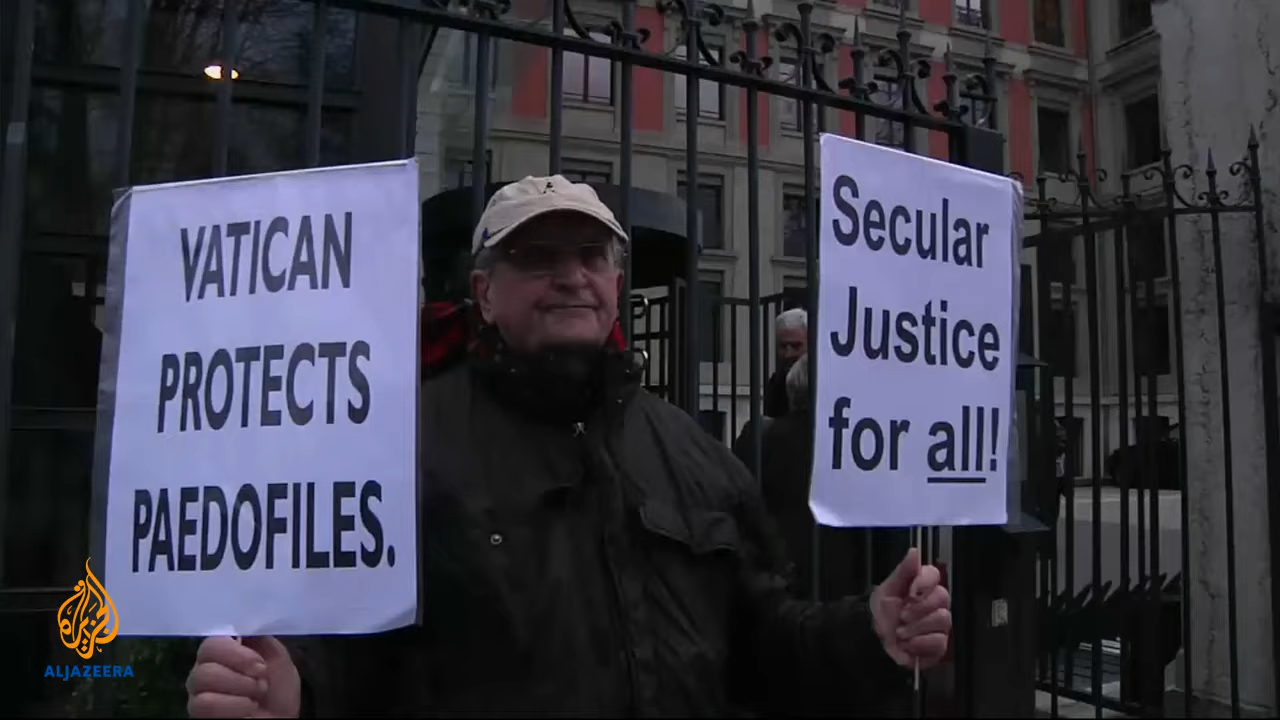 VATICAN
PROTECTS
PAEDOFILES.
Secular
Justice
for all!
ALJAZEERA